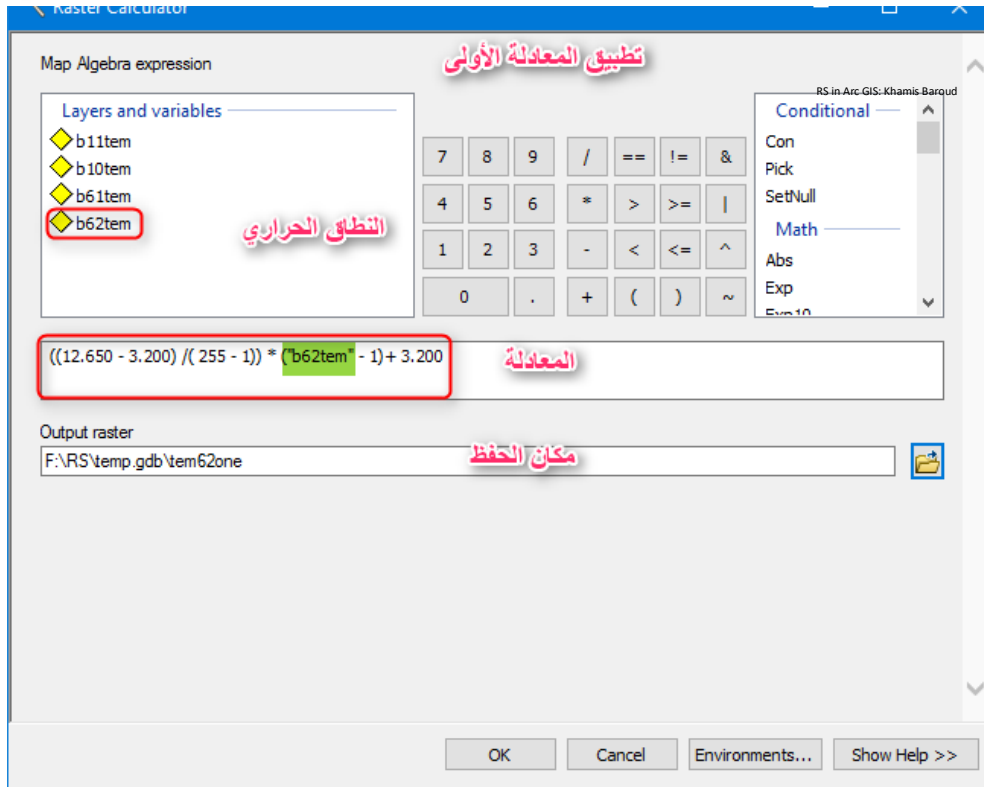 Raster Calculator
تطبيق المعادلة الأولى
Map Algebra expression
RS in Arc GIS: Khamis Baroud
Layers and variables
b11tem
b10tem
b61tem
b62tem
النطاق الحراري
7 8 9 / == != &
4 5 6 * > >= |
1 2 3 - < <= ^
0 . + ( ) ~
Conditional
Con
Pick
SetNull
Math
Abs
Exp
Exp10
((12.650 - 3.200) /( 255 - 1)) * ("b62tem" - 1)+ 3.200
المعادلة
Output raster
مكان الحفظ
F:\RS\temp.gdb\tem62one
OK Cancel Environments... Show Help >>